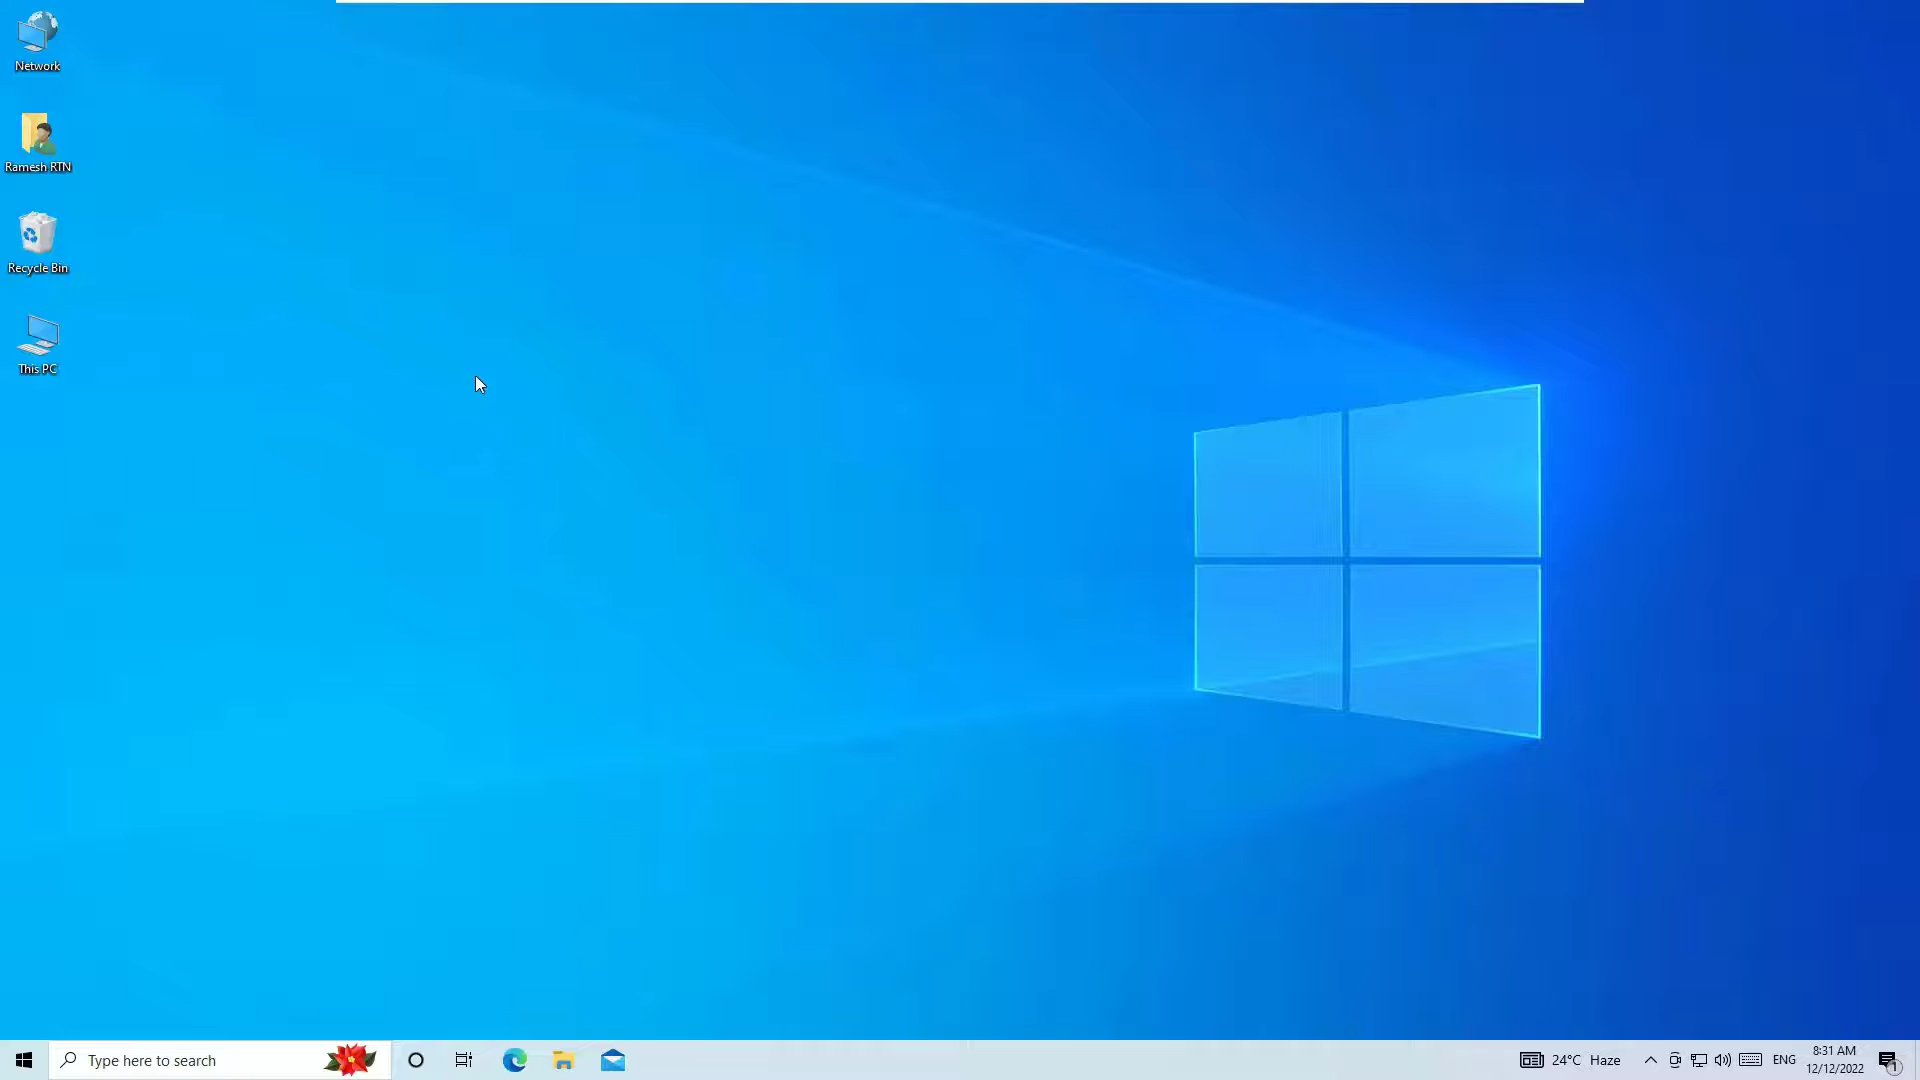 Network
Ramesh RTN
Recycle Bin
This PC
Type here to search
24°C Haze
ENG
8:31 AM
12/12/2022
1